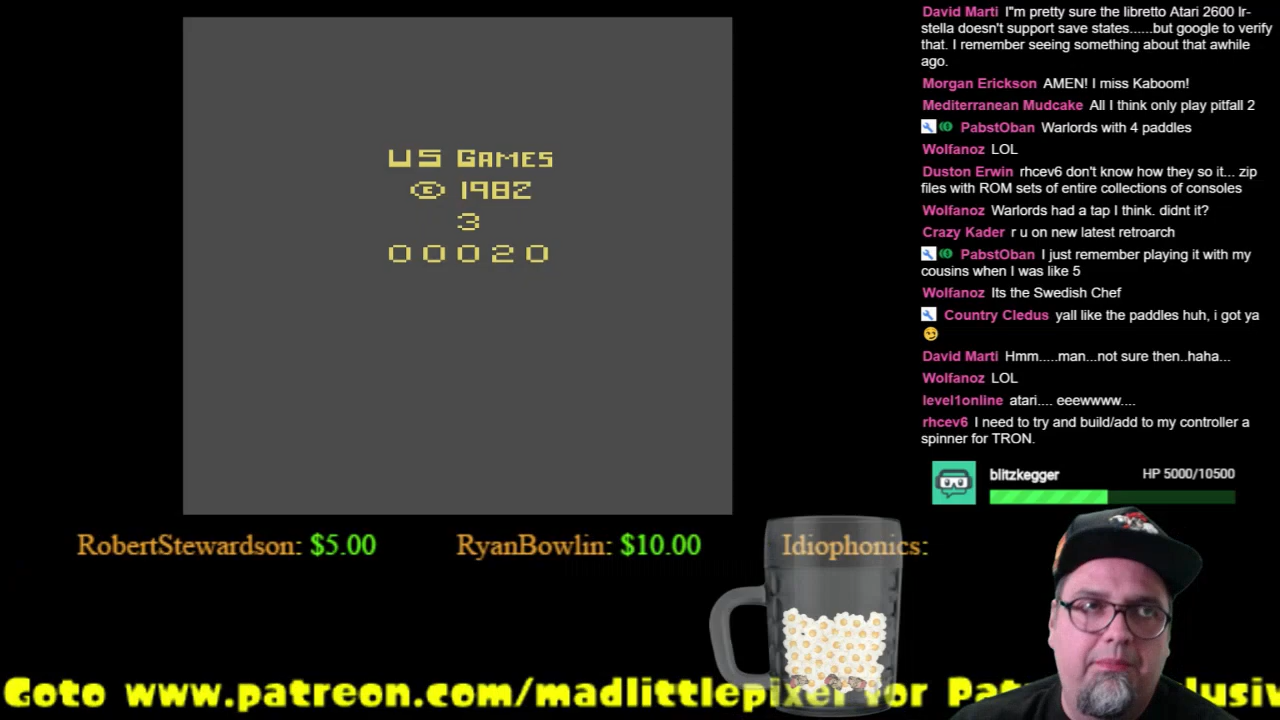 US GAMES
© 1982
3
00020
David Marti I"m pretty sure the libretto Atari 2600 lr-
stella doesn't support save states......but google to verify
that. I remember seeing something about that awhile
ago.
Morgan Erickson AMEN! I miss Kaboom!
Mediterranean Mudcake All I think only play pitfall 2
PabstOban Warlords with 4 paddles
Wolfanoz LOL
Duston Erwin rhcev6 don't know how they so it... zip
files with ROM sets of entire collections of consoles
Wolfanoz Warlords had a tap I think. didnt it?
Crazy Kader r u on new latest retroarch
PabstOban I just remember playing it with my
cousins when I was like 5
Wolfanoz Its the Swedish Chef
Country Cledus yall like the paddles huh, i got ya
David Marti Hmm.....man...not sure then..haha...
Wolfanoz LOL
level1online atari.... eeewwww....
rhcev6 I need to try and build/add to my controller a
spinner for TRON.
blitzkegger HP 5000/10500
RobertStewardson: $5.00 RyanBowlin: $10.00 Idiophonics:
Goto www.patreon.com/madlittlepixel for